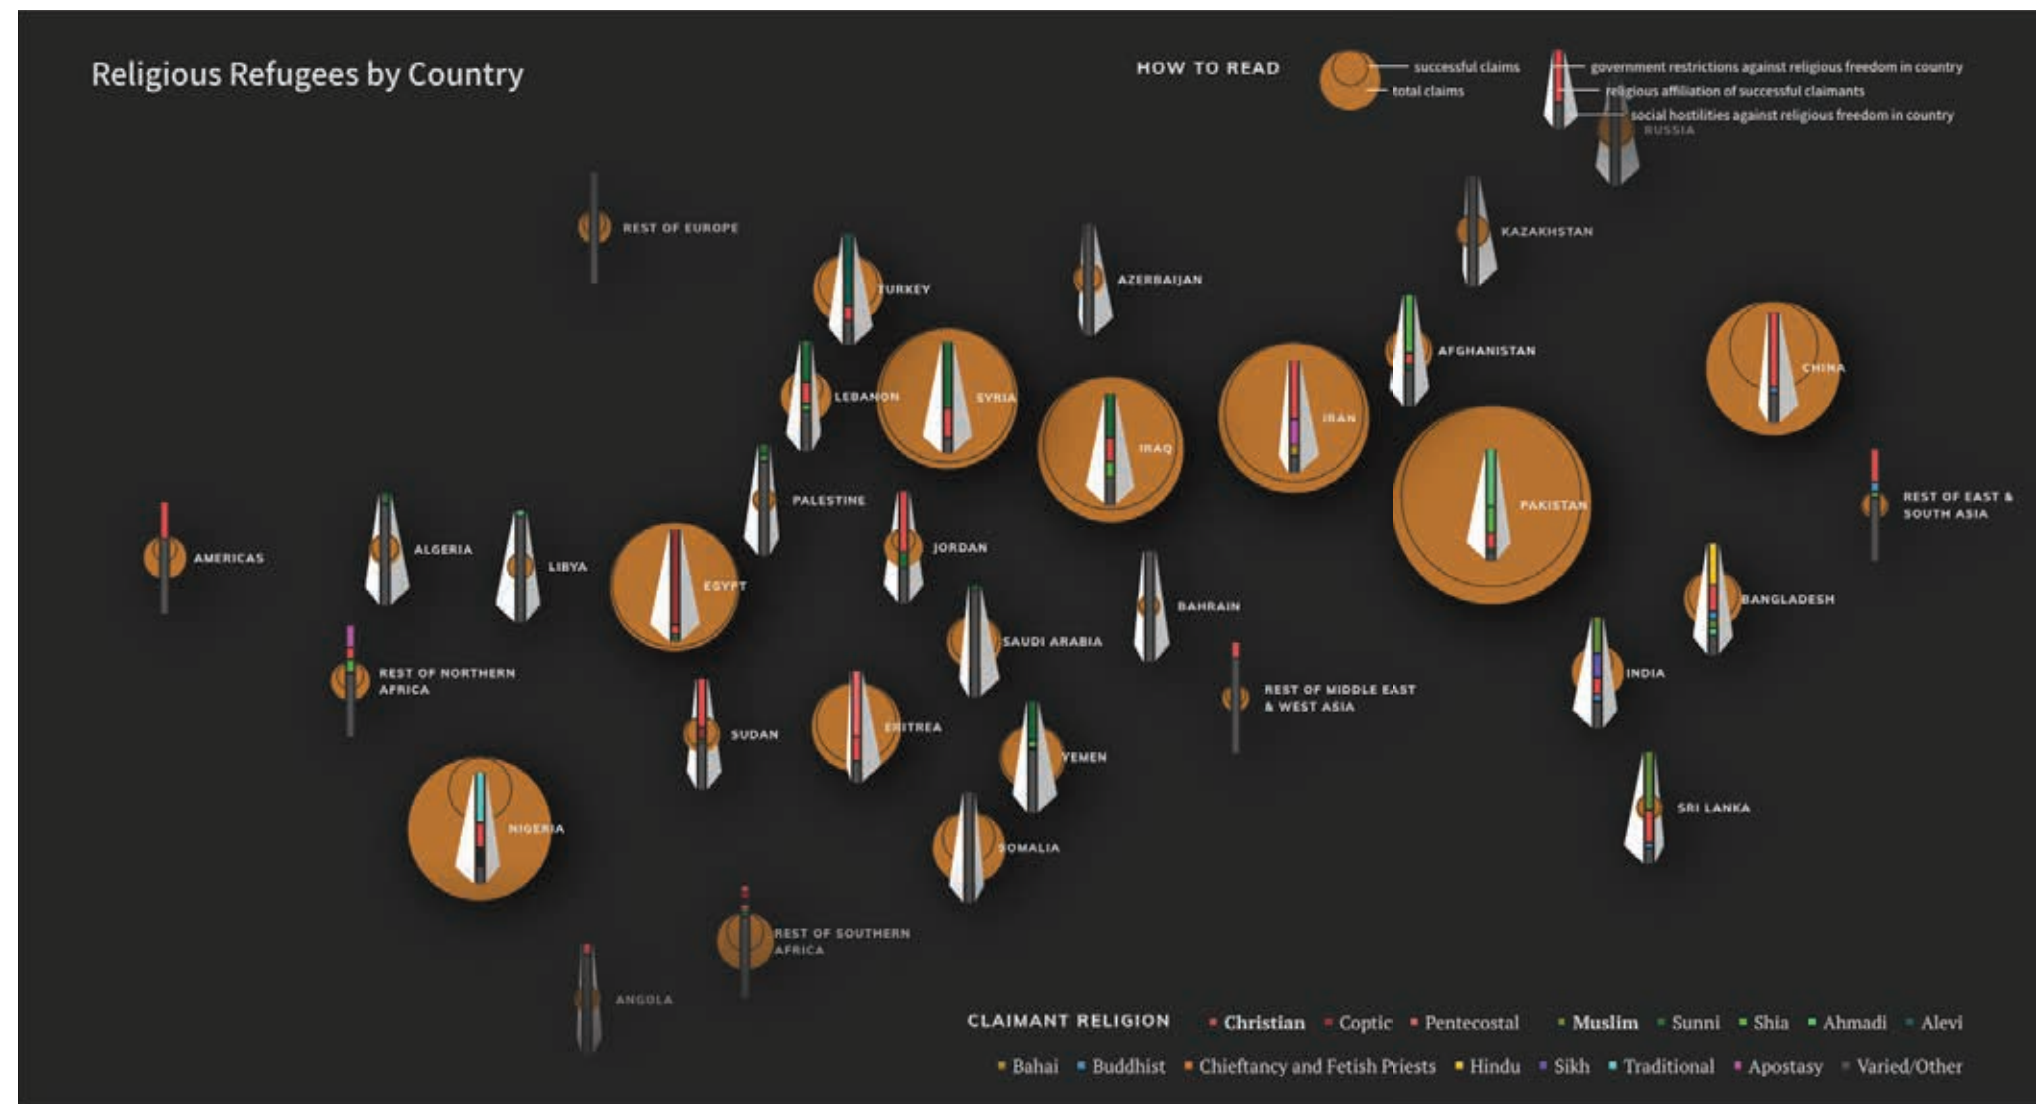 Religious Refugees by Country
HOW TO READ
successful claims
total claims
government restrictions against religious freedom in country
religious affiliation of successful claimants
social hostilities against religious freedom in country
RUSSIA
REST OF EUROPE
KAZAKHSTAN
AZERBAIJAN
TURKEY
AFGHANISTAN
CHINA
LEBANON
SYRIA
IRAN
IRAQ
PALESTINE
PAKISTAN
REST OF EAST &
SOUTH ASIA
AMERICAS
ALGERIA
LIBYA
JORDAN
EGYPT
BAHRAIN
BANGLADESH
SAUDI ARABIA
REST OF NORTHERN
AFRICA
INDIA
REST OF MIDDLE EAST
& WEST ASIA
SUDAN
ERITREA
YEMEN
SRI LANKA
NIGERIA
SOMALIA
REST OF SOUTHERN
AFRICA
ANGOLA
CLAIMANT RELIGION
Christian Coptic Pentecostal Muslim Sunni Shia Ahmadi Alevi
Bahai Buddhist Chieftancy and Fetish Priests Hindu Sikh Traditional Apostasy Varied/Other